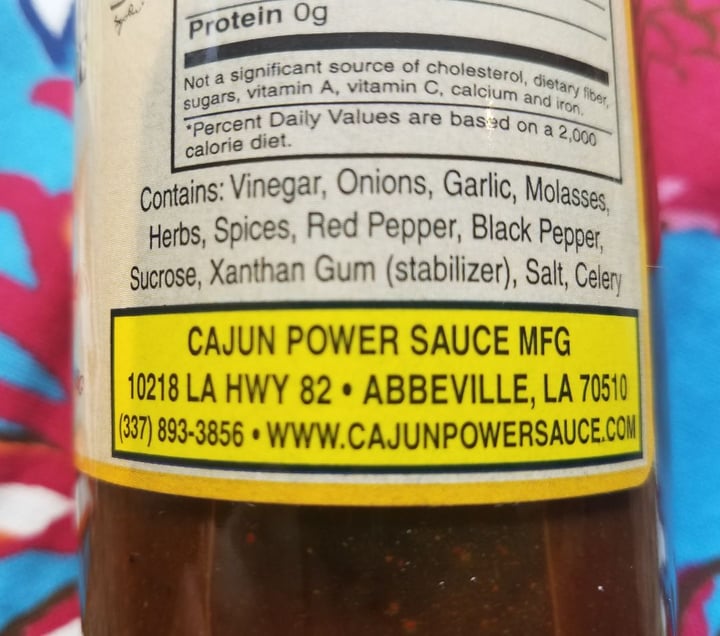 Protein 0g
Not a significant source of cholesterol, dietary fiber,
sugars, vitamin A, vitamin C, calcium and iron.
*Percent Daily Values are based on a 2,000
calorie diet.
Contains: Vinegar, Onions, Garlic, Molasses,
Herbs, Spices, Red Pepper, Black Pepper,
Sucrose, Xanthan Gum (stabilizer), Salt, Celery
CAJUN POWER SAUCE MFG
10218 LA HWY 82 • ABBEVILLE, LA 70510
(337) 893-3856 • WWW.CAJUNPOWERSAUCE.COM